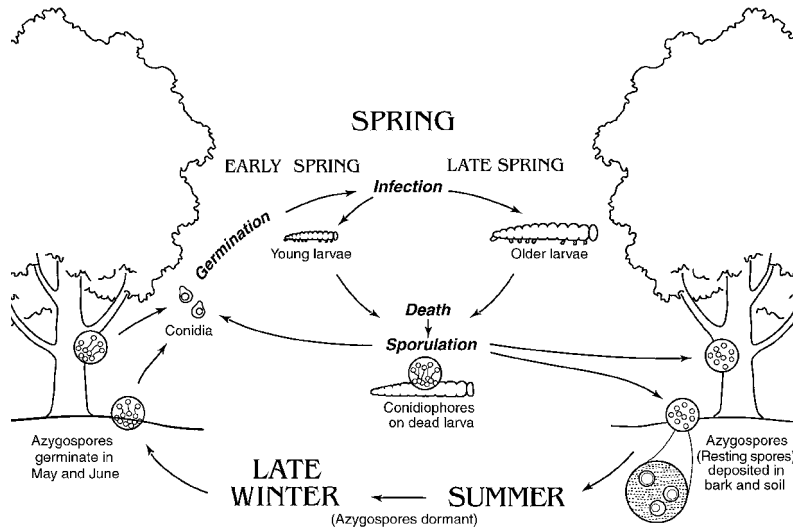 SPRING
EARLY SPRING
LATE SPRING
Infection
Germination
Young larvae
Older larvae
Death
Conidia
Sporulation
Conidiophores
on dead larva
Azygospores
germinate in
May and June
Azygospores
(Resting spores)
deposited in
bark and soil
LATE
WINTER
SUMMER
(Azygospores dormant)